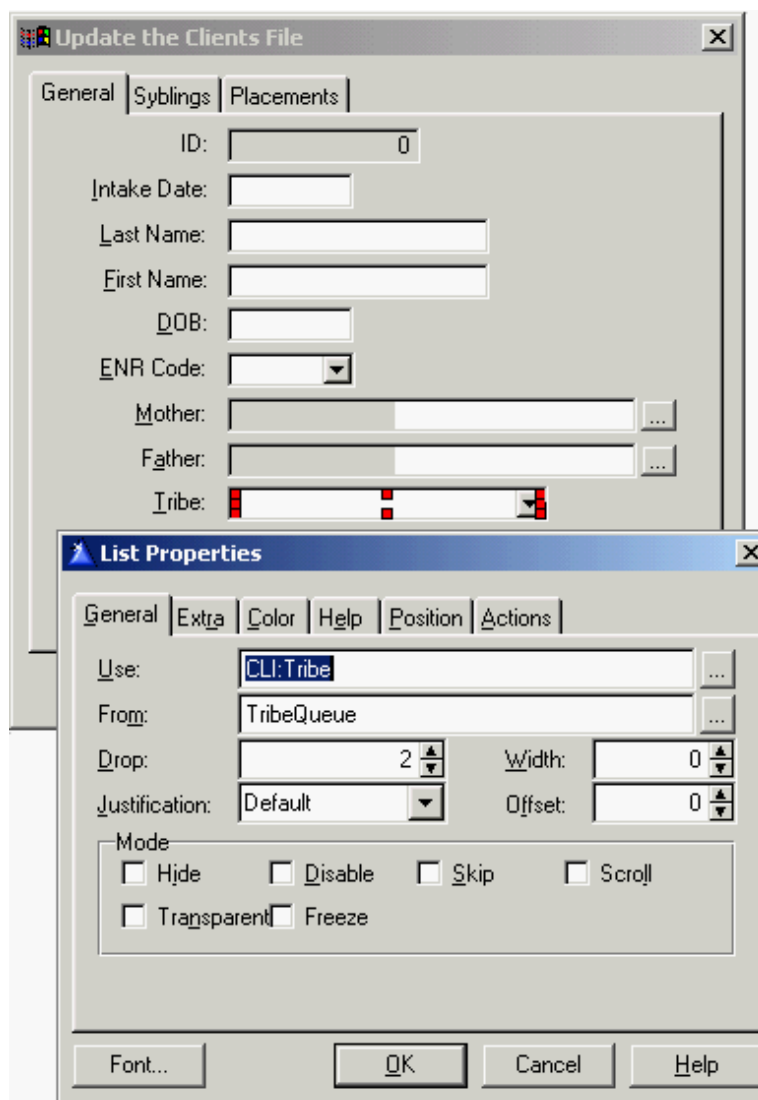 Update the Clients File
General Syblings Placements
ID: 0
Intake Date:
Last Name:
First Name:
DOB:
ENR Code:
Mother: ...
Father: ...
Tribe:
List Properties
General Extra Color Help Position Actions
Use: CLI:Tribe ...
From: TribeQueue ...
Drop: 2 Width: 0
Justification: Default Offset: 0
Mode
Hide Disable Skip Scroll
Transparent Freeze
Font... OK Cancel Help